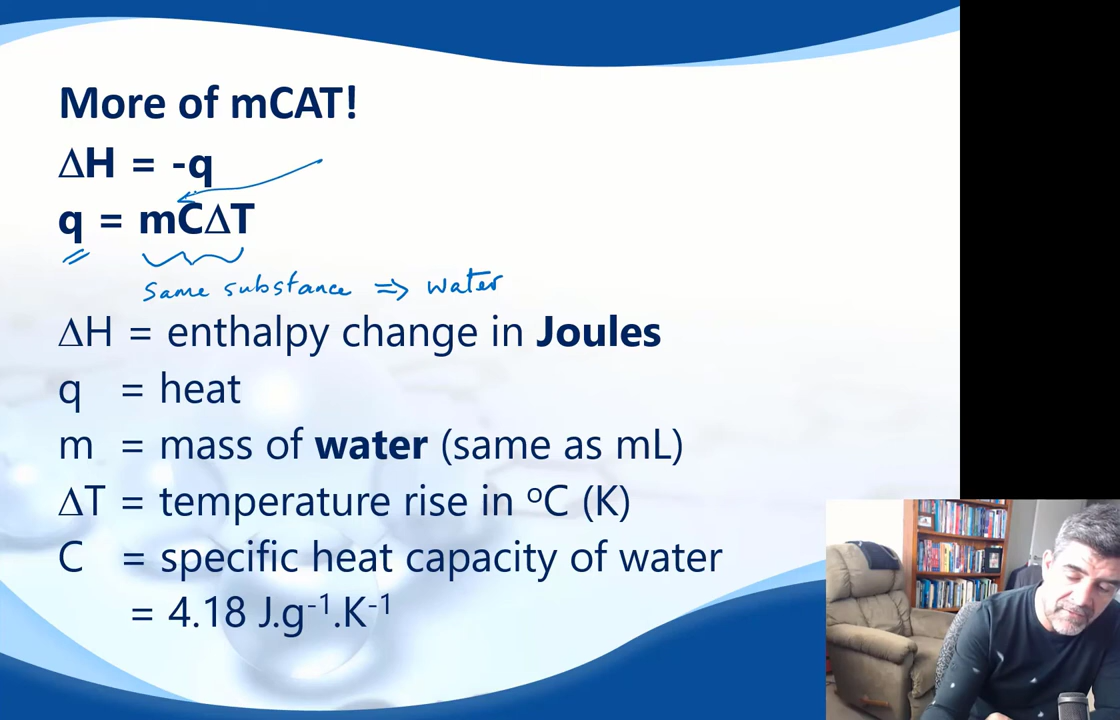 More of mCAT!
ΔH = -q
q = mCΔT
same substance ⇒ water
ΔH = enthalpy change in Joules
q = heat
m = mass of water (same as mL)
ΔT = temperature rise in ºC (K)
C = specific heat capacity of water
= 4.18 J.g⁻¹.K⁻¹